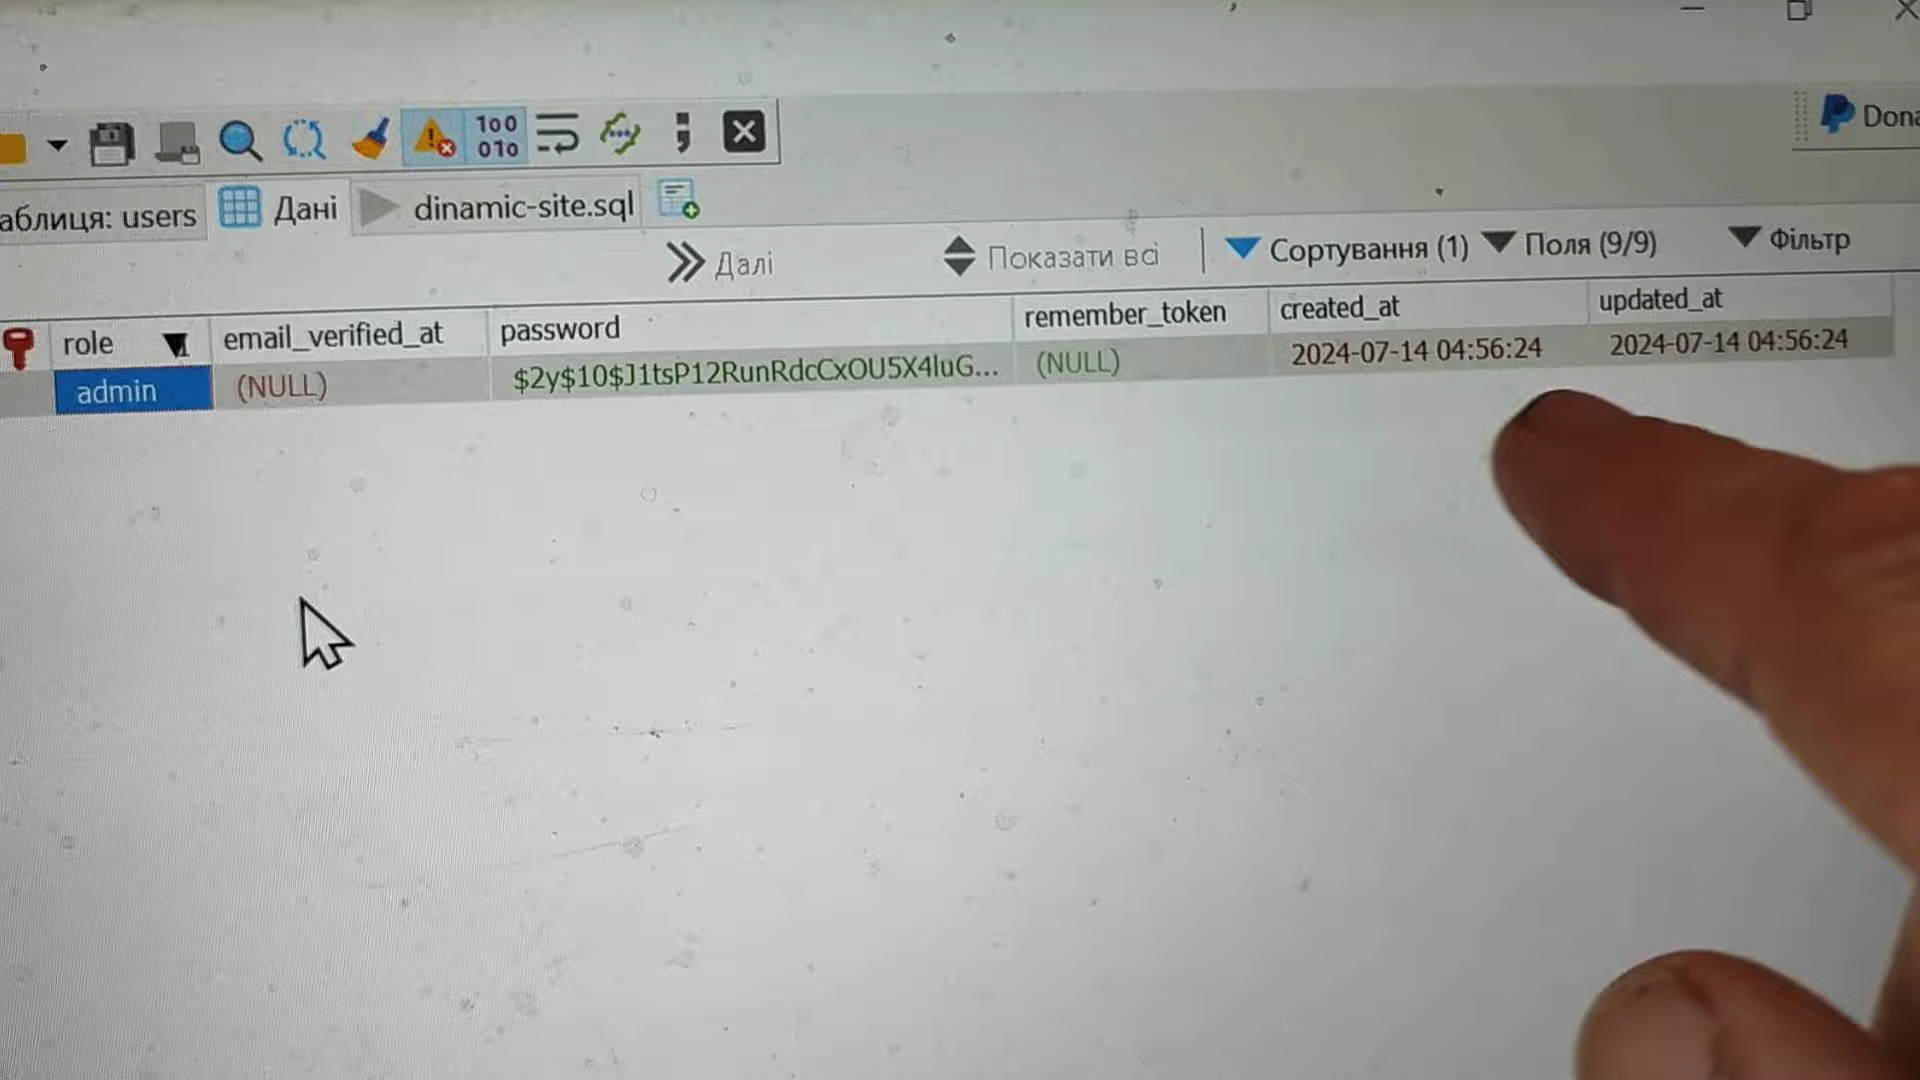 100
010
Dona
аблиця: users
Дані
dinamic-site.sql
Далі
Показати всі
Сортування (1)
Поля (9/9)
Фільтр
role
email_verified_at
password
remember_token
created_at
updated_at
admin
(NULL)
$2y$10$J1tsP12RunRdcCxOU5X4luG...
(NULL)
2024-07-14 04:56:24
2024-07-14 04:56:24